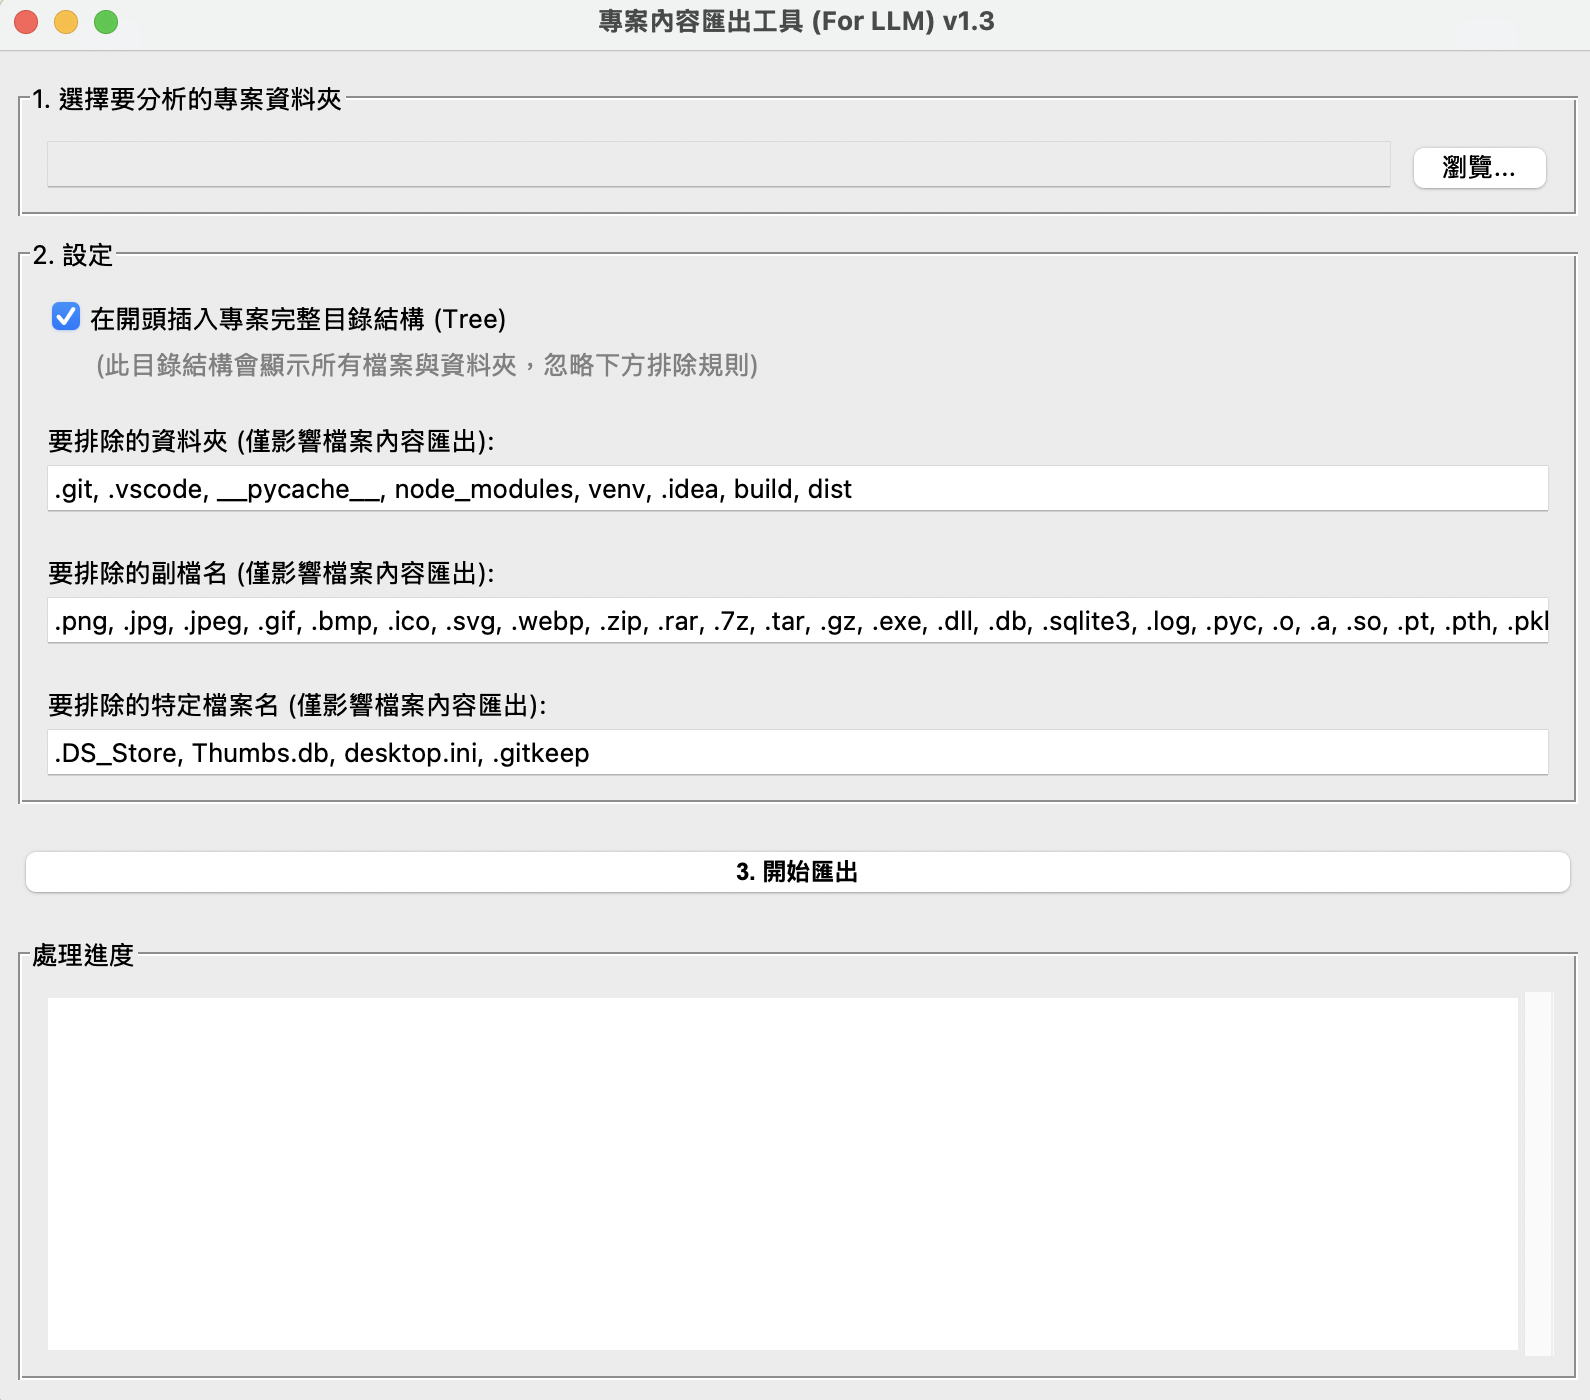 專案內容匯出工具 (For LLM) v1.3
1. 選擇要分析的專案資料夾
瀏覽...
2. 設定
在開頭插入專案完整目錄結構 (Tree)
(此目錄結構會顯示所有檔案與資料夾，忽略下方排除規則)
要排除的資料夾 (僅影響檔案內容匯出):
.git, .vscode, __pycache__, node_modules, venv, .idea, build, dist
要排除的副檔名 (僅影響檔案內容匯出):
.png, .jpg, .jpeg, .gif, .bmp, .ico, .svg, .webp, .zip, .rar, .7z, .tar, .gz, .exe, .dll, .db, .sqlite3, .log, .pyc, .o, .a, .so, .pt, .pth, .pkl
要排除的特定檔案名 (僅影響檔案內容匯出):
.DS_Store, Thumbs.db, desktop.ini, .gitkeep
3. 開始匯出
處理進度